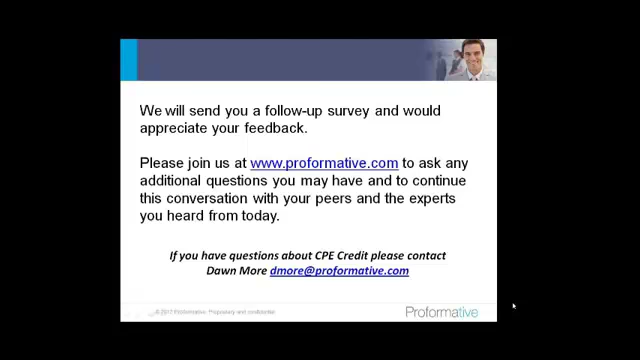 We will send you a follow-up survey and would
appreciate your feedback.
Please join us at www.proformative.com to ask any
additional questions you may have and to continue
this conversation with your peers and the experts
you heard from today.
If you have questions about CPE Credit please contact
Dawn More dmore@proformative.com
Proprietary and confidential
Proformative